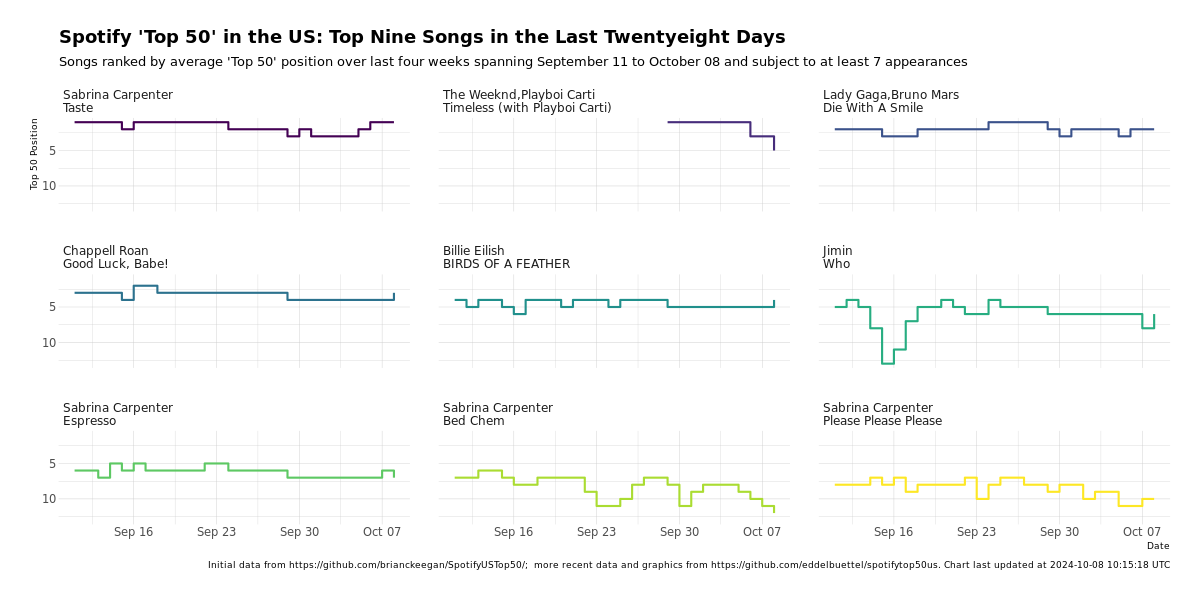 Spotify 'Top 50' in the US: Top Nine Songs in the Last Twentyeight Days
Songs ranked by average 'Top 50' position over last four weeks spanning September 11 to October 08 and subject to at least 7 appearances
Sabrina Carpenter
Taste
The Weeknd,Playboi Carti
Timeless (with Playboi Carti)
Lady Gaga,Bruno Mars
Die With A Smile
Top 50 Position
5
10
Chappell Roan
Good Luck, Babe!
Billie Eilish
BIRDS OF A FEATHER
Jimin
Who
5
10
Sabrina Carpenter
Espresso
Sabrina Carpenter
Bed Chem
Sabrina Carpenter
Please Please Please
5
10
Sep 16 Sep 23 Sep 30 Oct 07
Sep 16 Sep 23 Sep 30 Oct 07
Sep 16 Sep 23 Sep 30 Oct 07
Date
Initial data from https://github.com/brianckeegan/SpotifyUSTop50/;  more recent data and graphics from https://github.com/eddelbuettel/spotifytop50us. Chart last updated at 2024-10-08 10:15:18 UTC